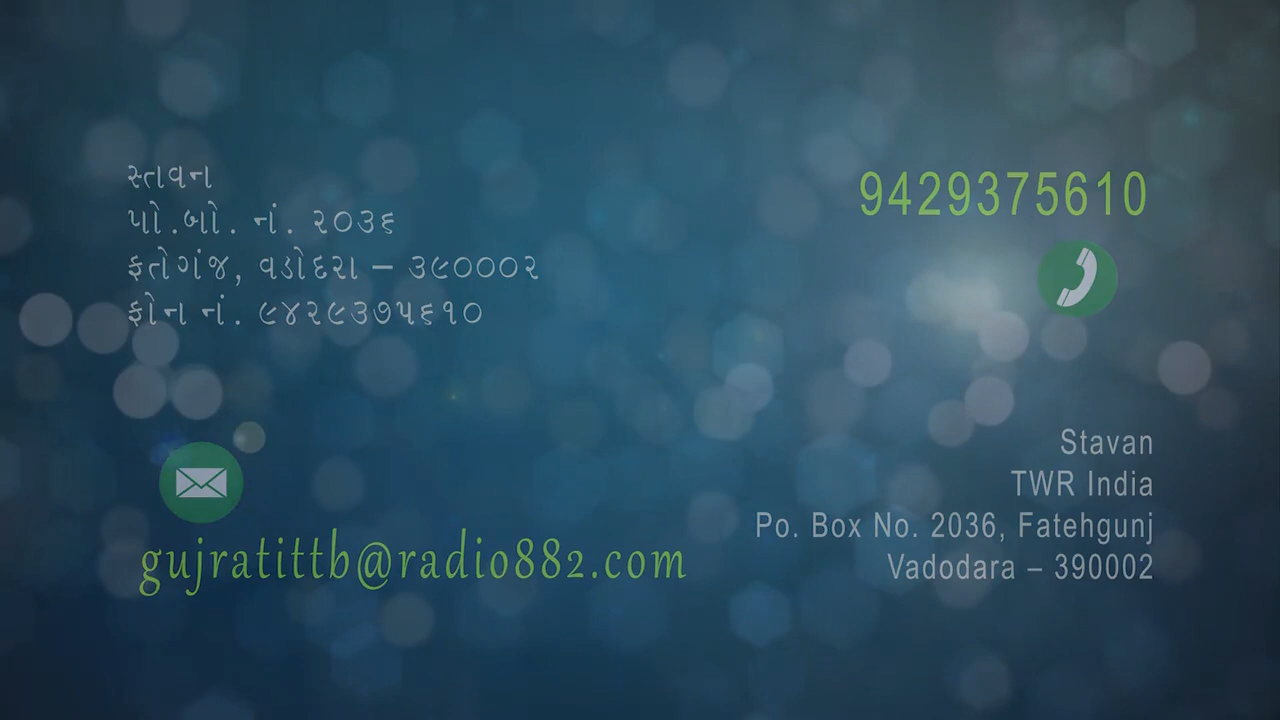 સ્તવન
પો.બો. નં. ૨૦૩૬
ફતેગંજ, વડોદરા – ૩૯૦૦૦૨
ફોન નં. ૯૪૨૯૩૭૫૬૧૦
9429375610
gujratittb@radio882.com
Stavan
TWR India
Po. Box No. 2036, Fatehgunj
Vadodara – 390002